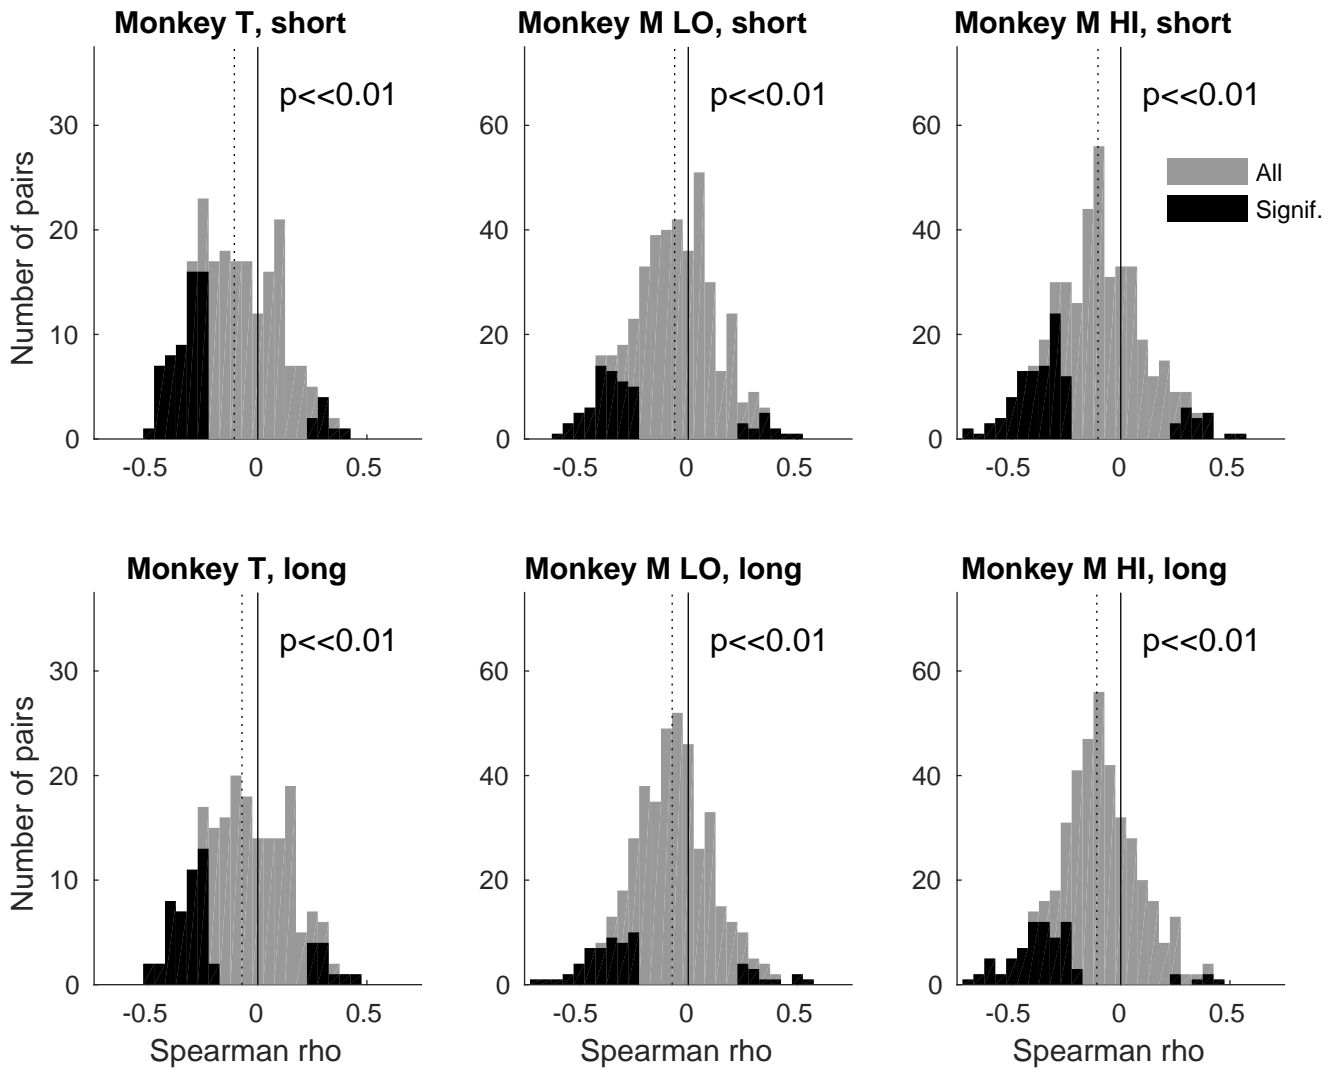 Monkey T, short
p<<0.01
30
20
10
0
Number of pairs
-0.5 0 0.5
Monkey M LO, short
p<<0.01
60
40
20
0
-0.5 0 0.5
Monkey M HI, short
p<<0.01
All
Signif.
60
40
20
0
-0.5 0 0.5
Monkey T, long
p<<0.01
30
20
10
0
Number of pairs
-0.5 0 0.5
Spearman rho
Monkey M LO, long
p<<0.01
60
40
20
0
-0.5 0 0.5
Spearman rho
Monkey M HI, long
p<<0.01
60
40
20
0
-0.5 0 0.5
Spearman rho